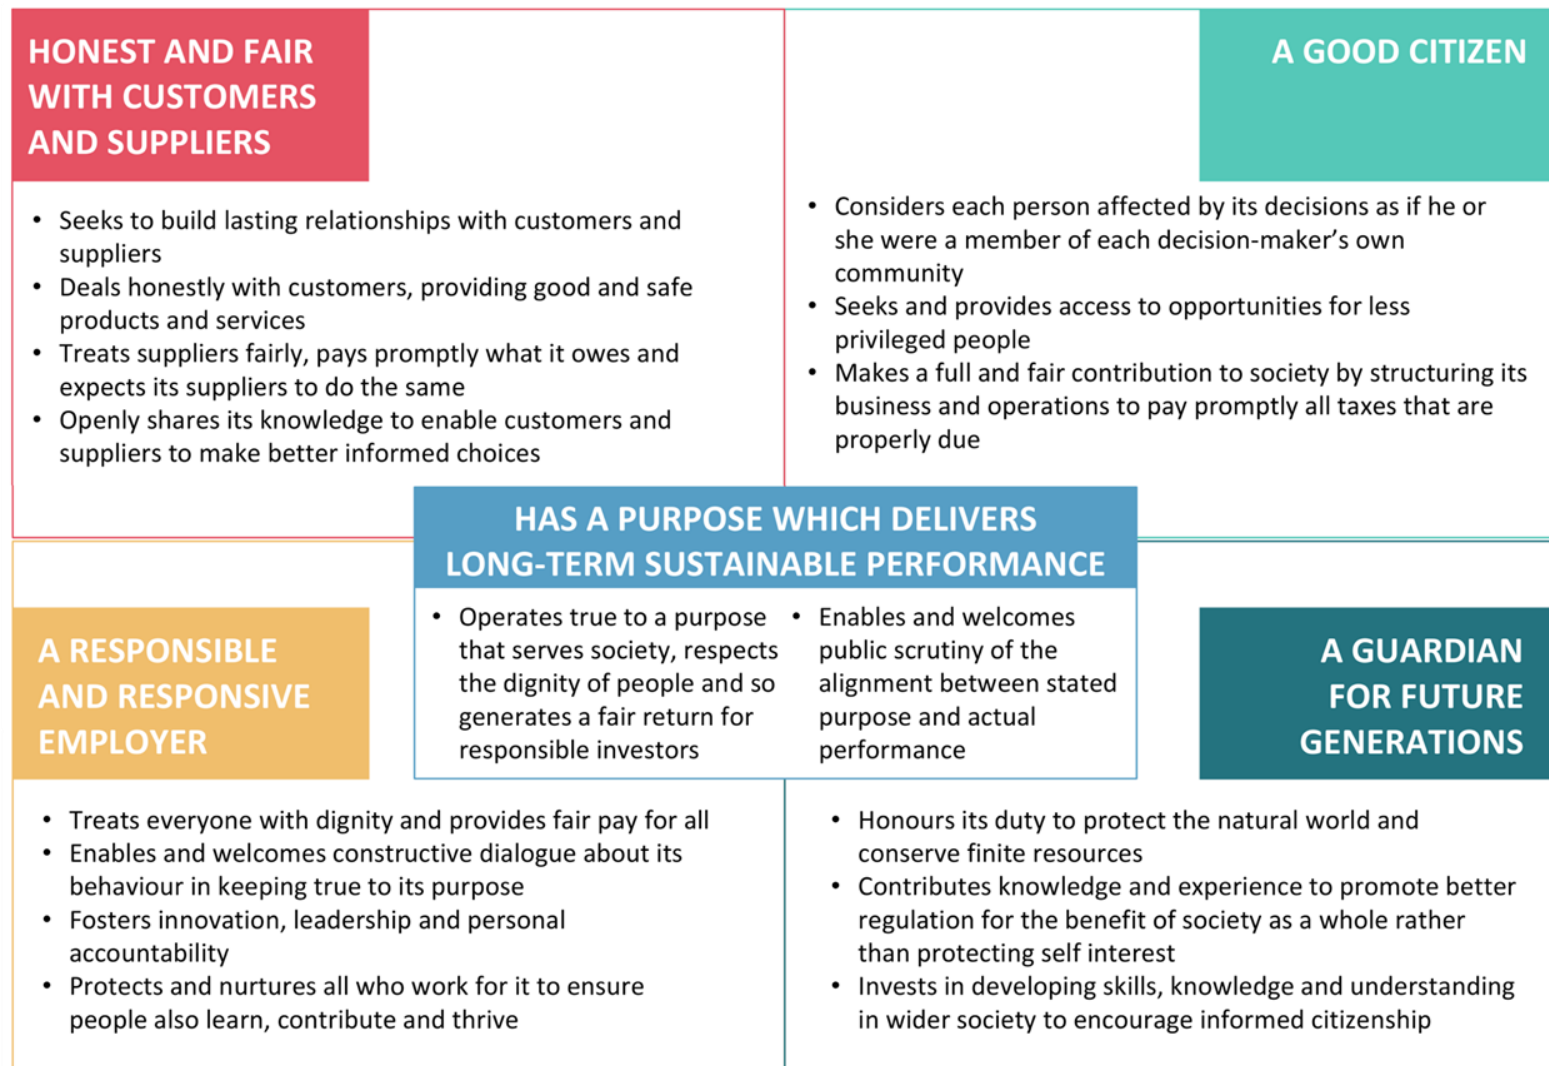 HONEST AND FAIR
WITH CUSTOMERS
AND SUPPLIERS
• Seeks to build lasting relationships with customers and
suppliers
• Deals honestly with customers, providing good and safe
products and services
• Treats suppliers fairly, pays promptly what it owes and
expects its suppliers to do the same
• Openly shares its knowledge to enable customers and
suppliers to make better informed choices
A GOOD CITIZEN
• Considers each person affected by its decisions as if he or
she were a member of each decision-maker’s own
community
• Seeks and provides access to opportunities for less
privileged people
• Makes a full and fair contribution to society by structuring its
business and operations to pay promptly all taxes that are
properly due
HAS A PURPOSE WHICH DELIVERS
LONG-TERM SUSTAINABLE PERFORMANCE
• Operates true to a purpose
that serves society, respects
the dignity of people and so
generates a fair return for
responsible investors
• Enables and welcomes
public scrutiny of the
alignment between stated
purpose and actual
performance
A RESPONSIBLE
AND RESPONSIVE
EMPLOYER
• Treats everyone with dignity and provides fair pay for all
• Enables and welcomes constructive dialogue about its
behaviour in keeping true to its purpose
• Fosters innovation, leadership and personal
accountability
• Protects and nurtures all who work for it to ensure
people also learn, contribute and thrive
A GUARDIAN
FOR FUTURE
GENERATIONS
• Honours its duty to protect the natural world and
conserve finite resources
• Contributes knowledge and experience to promote better
regulation for the benefit of society as a whole rather
than protecting self interest
• Invests in developing skills, knowledge and understanding
in wider society to encourage informed citizenship